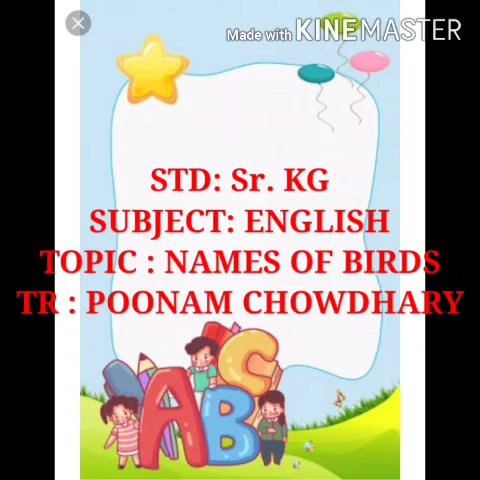 Made with KINEMASTER
STD: Sr. KG
SUBJECT: ENGLISH
TOPIC : NAMES OF BIRDS
TR : POONAM CHOWDHARY
ABC